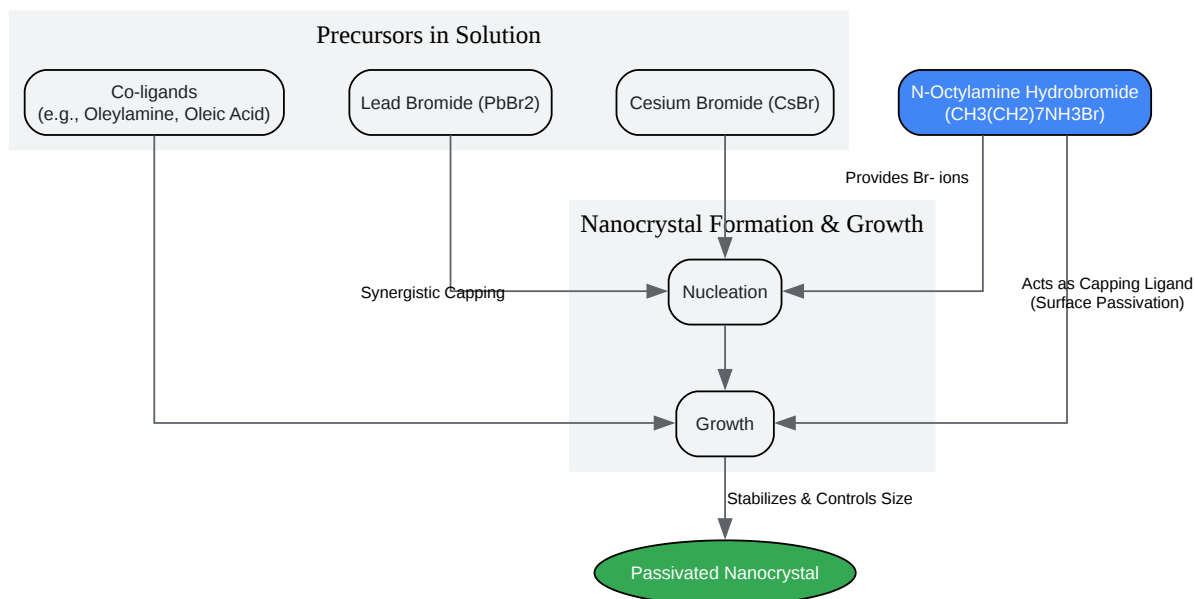 Precursors in Solution
Co-ligands
(e.g., Oleylamine, Oleic Acid)
Lead Bromide (PbBr2)
Cesium Bromide (CsBr)
N-Octylamine Hydrobromide
(CH3(CH2)7NH3Br)
Provides Br- ions
Nanocrystal Formation & Growth
Synergistic Capping
Nucleation
Acts as Capping Ligand
(Surface Passivation)
Growth
Stabilizes & Controls Size
Passivated Nanocrystal